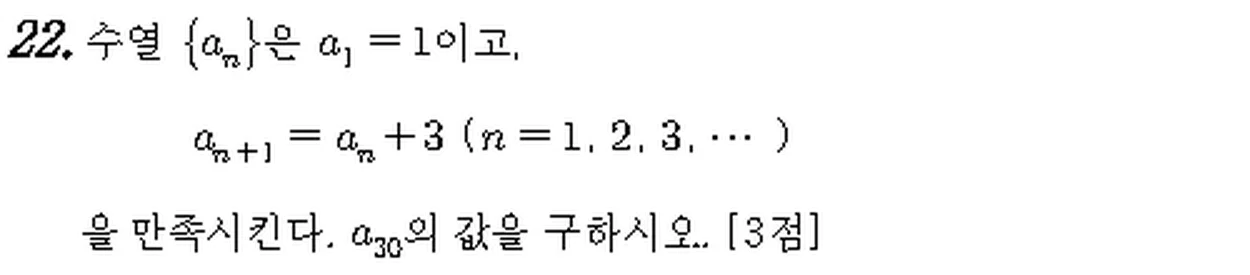 22. 수열 {aₙ}은 a₁ = 1이고,
aₙ₊₁ = aₙ + 3 (n = 1, 2, 3, ⋯ )
을 만족시킨다. a₃₀의 값을 구하시오. [3점]